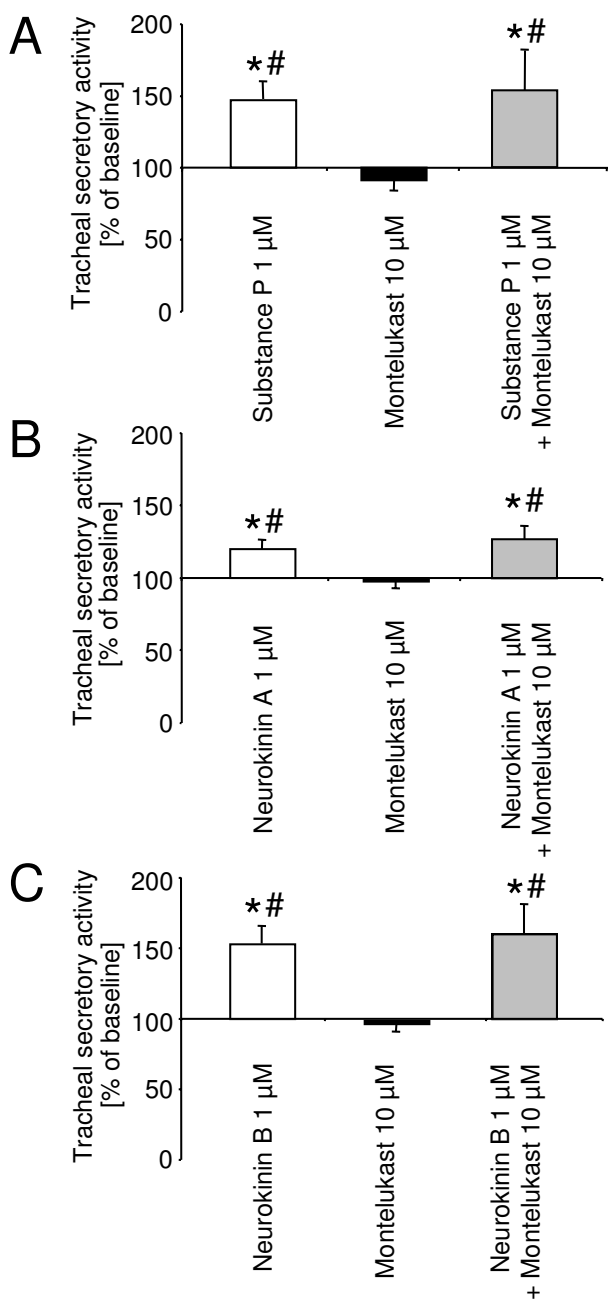 A
Tracheal secretory activity
[% of baseline]
200
150
100
50
0
*#
*#
Substance P 1 µM
Montelukast 10 µM
Substance P 1 µM
+ Montelukast 10 µM
B
Tracheal secretory activity
[% of baseline]
200
150
100
50
0
*#
*#
Neurokinin A 1 µM
Montelukast 10 µM
Neurokinin A 1 µM
+ Montelukast 10 µM
C
Tracheal secretory activity
[% of baseline]
200
150
100
50
0
*#
*#
Neurokinin B 1 µM
Montelukast 10 µM
Neurokinin B 1 µM
+ Montelukast 10 µM